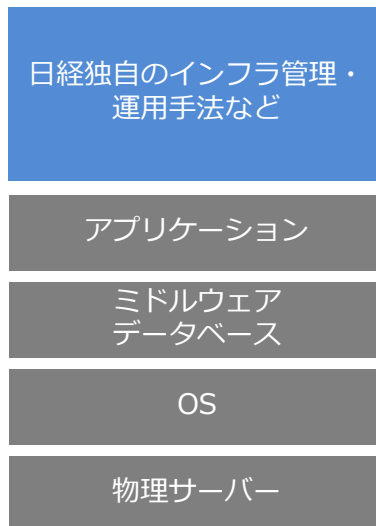 日経独自のインフラ管理・
運用手法など
アプリケーション
ミドルウェア
データベース
OS
物理サーバー